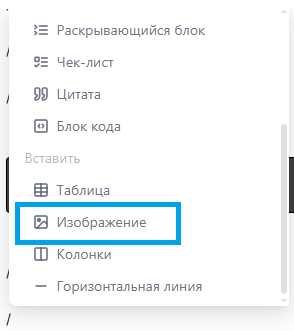 Раскрывающийся блок
Чек-лист
Цитата
Блок кода
Вставить
Таблица
Изображение
Колонки
Горизонтальная линия
/